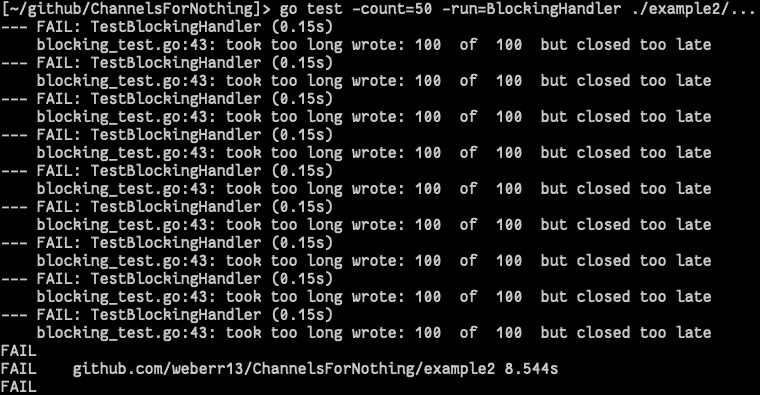 [~/github/ChannelsForNothing]> go test -count=50 -run=BlockingHandler ./example2/...
--- FAIL: TestBlockingHandler (0.15s)
    blocking_test.go:43: took too long wrote: 100  of  100  but closed too late
--- FAIL: TestBlockingHandler (0.15s)
    blocking_test.go:43: took too long wrote: 100  of  100  but closed too late
--- FAIL: TestBlockingHandler (0.15s)
    blocking_test.go:43: took too long wrote: 100  of  100  but closed too late
--- FAIL: TestBlockingHandler (0.15s)
    blocking_test.go:43: took too long wrote: 100  of  100  but closed too late
--- FAIL: TestBlockingHandler (0.15s)
    blocking_test.go:43: took too long wrote: 100  of  100  but closed too late
--- FAIL: TestBlockingHandler (0.15s)
    blocking_test.go:43: took too long wrote: 100  of  100  but closed too late
--- FAIL: TestBlockingHandler (0.15s)
    blocking_test.go:43: took too long wrote: 100  of  100  but closed too late
--- FAIL: TestBlockingHandler (0.15s)
    blocking_test.go:43: took too long wrote: 100  of  100  but closed too late
--- FAIL: TestBlockingHandler (0.15s)
    blocking_test.go:43: took too long wrote: 100  of  100  but closed too late
FAIL
FAIL    github.com/weberr13/ChannelsForNothing/example2 8.544s
FAIL